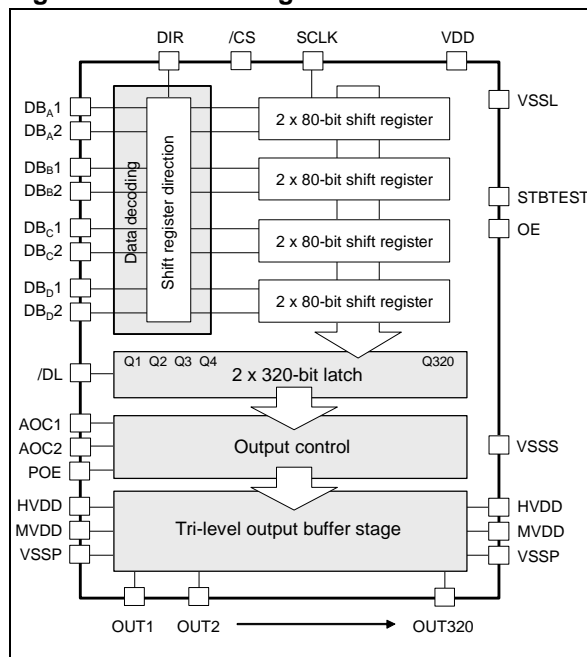 DIR /CS SCLK VDD
DBA1
DBA2
DBB1
DBB2
DBC1
DBC2
DBD1
DBD2
Data decoding
Shift register direction
2 x 80-bit shift register
2 x 80-bit shift register
2 x 80-bit shift register
2 x 80-bit shift register
VSSL
STBTEST
OE
/DL
Q1 Q2 Q3 Q4 Q320
2 x 320-bit latch
AOC1
AOC2
POE
Output control
VSSS
HVDD
MVDD
VSSP
Tri-level output buffer stage
HVDD
MVDD
VSSP
OUT1 OUT2 OUT320